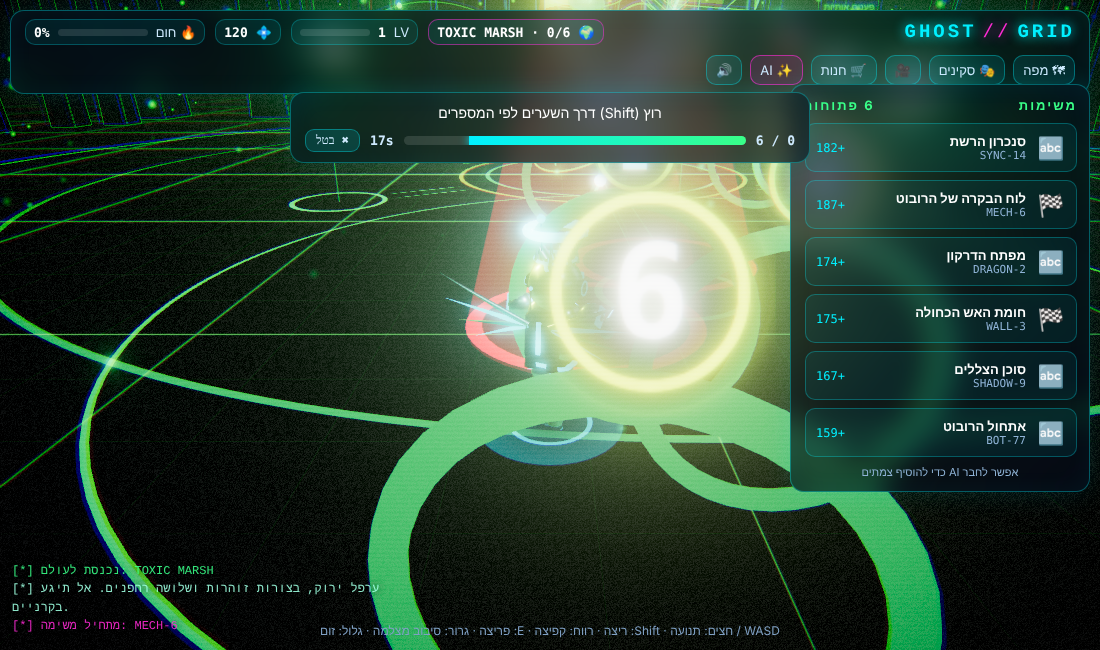 GHOST // GRID
TOXIC MARSH · 0/6
LV 1
120
חום 0%
מפה
סקינים
חנות
AI
רוץ (Shift) דרך השערים לפי המספרים
0 / 6
17s
✖ בטל
משימות
6 פתוחות
סנכרון הרשת
SYNC-14
+182
לוח הבקרה של הרובוט
MECH-6
+187
מפתח הדרקון
DRAGON-2
+174
חומת האש הכחולה
WALL-3
+175
סוכן הצללים
SHADOW-9
+167
אתחול הרובוט
BOT-77
+159
אפשר לחבר AI כדי להוסיף צמתים
6
[*] נכנסת לעולם: TOXIC MARSH
[*] ערפל ירוק, בצורות זוהרות ושלושה רחפנים. אל תיגע
בקרניים.
[*] מתחיל משימה: MECH-6
WASD / חצים: תנועה · Shift: ריצה · רווח: קפיצה · E: פריצה · גרור: סיבוב מצלמה · גלול: זום